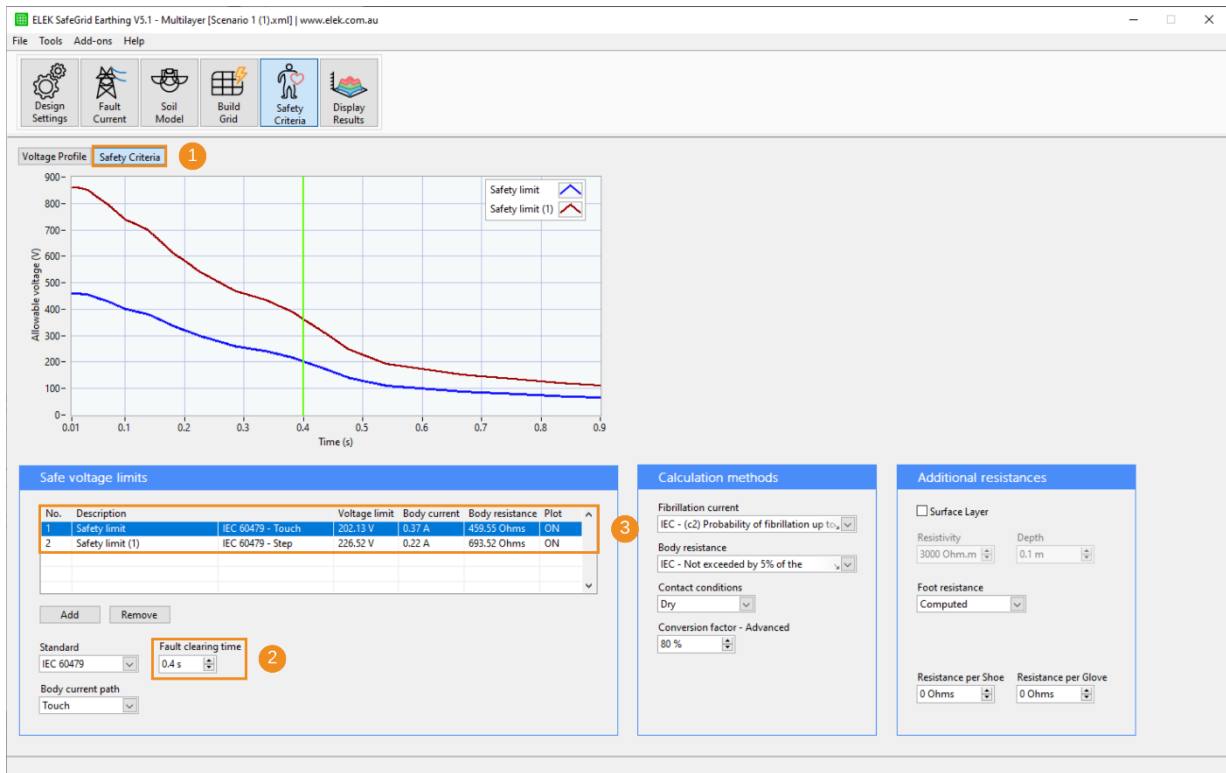 ELEK SafeGrid Earthing V5.1 - Multilayer [Scenario 1 (1).xml] | www.elek.com.au
File Tools Add-ons Help
Design Settings
Fault Current
Soil Model
Build Grid
Safety Criteria
Display Results
Voltage Profile Safety Criteria 1
900
800
700
600
500
400
300
200
100
0
Allowable voltage (V)
Safety limit
Safety limit (1)
0.01 0.1 0.2 0.3 0.4 0.5 0.6 0.7 0.8 0.9
Time (s)
Safe voltage limits
No. Description Voltage limit Body current Body resistance Plot
1 Safety limit IEC 60479 - Touch 202.13 V 0.37 A 459.55 Ohms ON
2 Safety limit (1) IEC 60479 - Step 226.52 V 0.22 A 693.52 Ohms ON
3
Add Remove
Standard Fault clearing time
IEC 60479 0.4 s 2
Body current path
Touch
Calculation methods
Fibrillation current
IEC - (c2) Probability of fibrillation up to
Body resistance
IEC - Not exceeded by 5% of the
Contact conditions
Dry
Conversion factor - Advanced
80 %
Additional resistances
Surface Layer
Resistivity Depth
3000 Ohm.m 0.1 m
Foot resistance
Computed
Resistance per Shoe Resistance per Glove
0 Ohms 0 Ohms